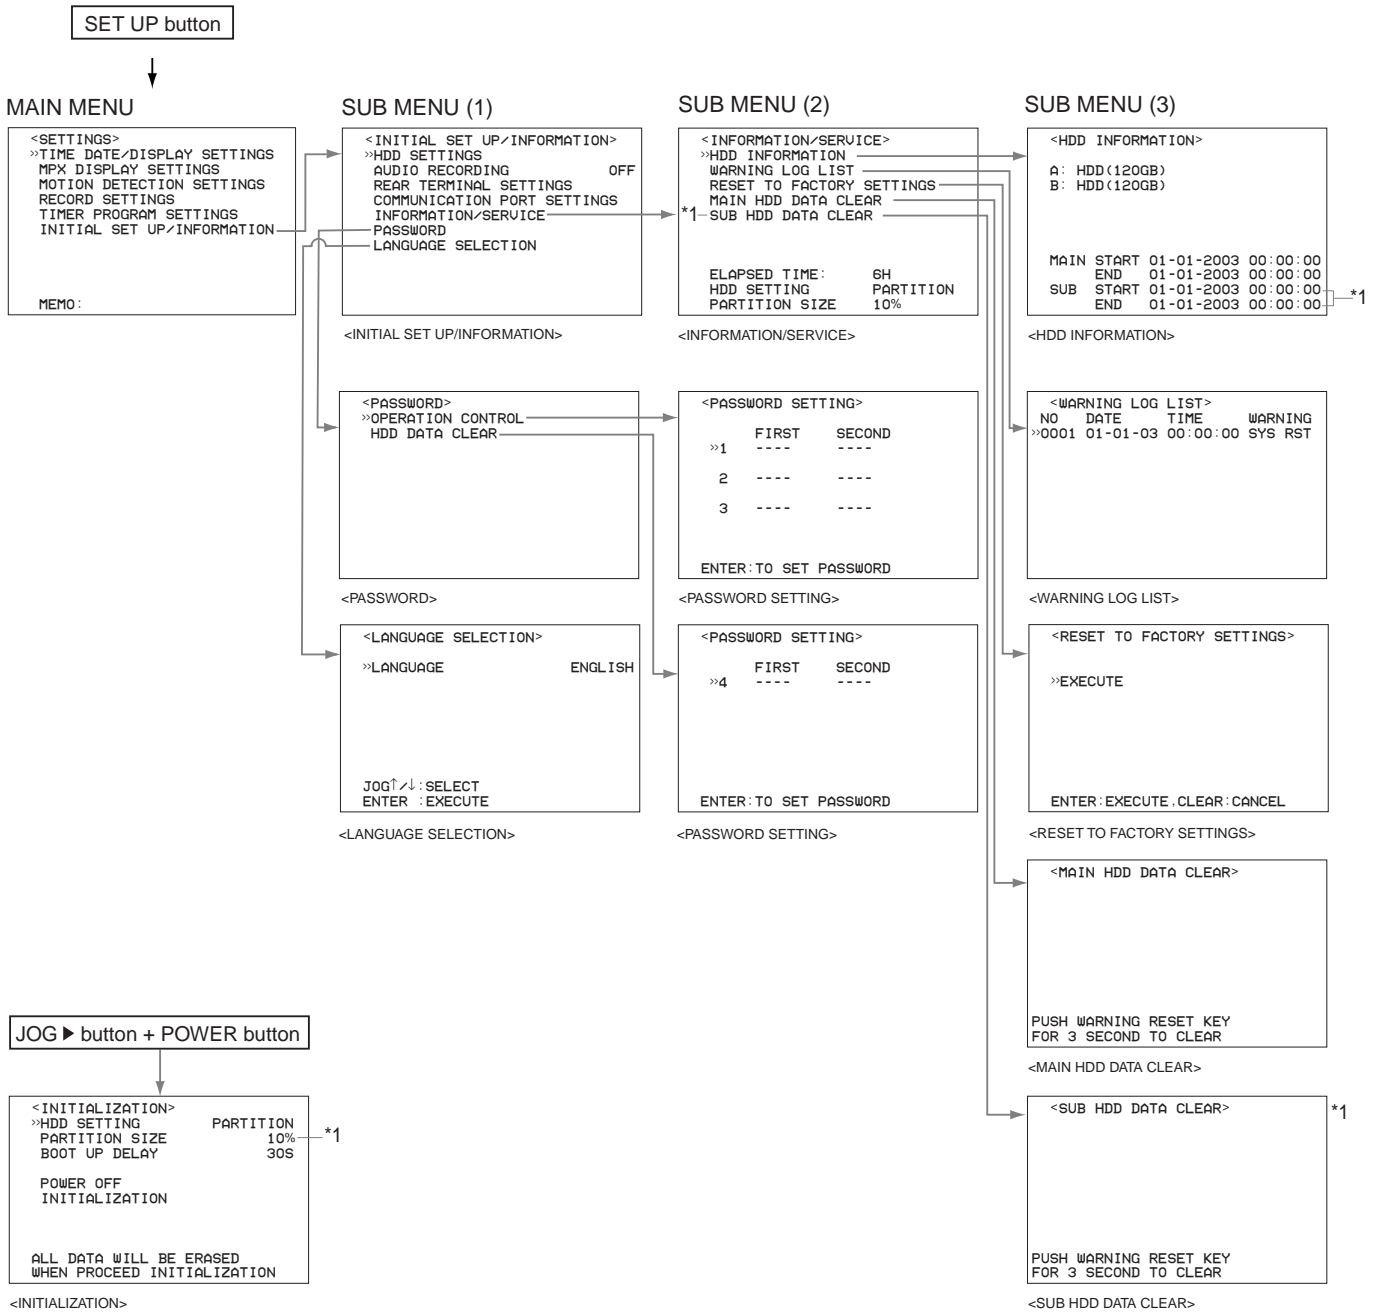 SET UP button
MAIN MENU
<SETTINGS>
»TIME DATE/DISPLAY SETTINGS
MPX DISPLAY SETTINGS
MOTION DETECTION SETTINGS
RECORD SETTINGS
TIMER PROGRAM SETTINGS
INITIAL SET UP/INFORMATION
MEMO:
SUB MENU (1)
<INITIAL SET UP/INFORMATION>
»HDD SETTINGS
AUDIO RECORDING OFF
REAR TERMINAL SETTINGS
COMMUNICATION PORT SETTINGS
INFORMATION/SERVICE
PASSWORD
LANGUAGE SELECTION
<INITIAL SET UP/INFORMATION>
SUB MENU (2)
<INFORMATION/SERVICE>
»HDD INFORMATION
WARNING LOG LIST
RESET TO FACTORY SETTINGS
MAIN HDD DATA CLEAR
*1 SUB HDD DATA CLEAR
ELAPSED TIME: 6H
HDD SETTING PARTITION
PARTITION SIZE 10%
<INFORMATION/SERVICE>
SUB MENU (3)
<HDD INFORMATION>
A: HDD(120GB)
B: HDD(120GB)
MAIN START 01-01-2003 00:00:00
END 01-01-2003 00:00:00
SUB START 01-01-2003 00:00:00
*1
END 01-01-2003 00:00:00
<HDD INFORMATION>
<PASSWORD>
»OPERATION CONTROL
HDD DATA CLEAR
<PASSWORD>
<PASSWORD SETTING>
FIRST SECOND
»1 ---- ----
2 ---- ----
3 ---- ----
ENTER:TO SET PASSWORD
<PASSWORD SETTING>
<WARNING LOG LIST>
NO DATE TIME WARNING
»0001 01-01-03 00:00:00 SYS RST
<WARNING LOG LIST>
<LANGUAGE SELECTION>
»LANGUAGE ENGLISH
JOG↑/↓:SELECT
ENTER :EXECUTE
<LANGUAGE SELECTION>
<PASSWORD SETTING>
FIRST SECOND
»4 ---- ----
ENTER:TO SET PASSWORD
<PASSWORD SETTING>
<RESET TO FACTORY SETTINGS>
»EXECUTE
ENTER:EXECUTE,CLEAR:CANCEL
<RESET TO FACTORY SETTINGS>
<MAIN HDD DATA CLEAR>
PUSH WARNING RESET KEY
FOR 3 SECOND TO CLEAR
<MAIN HDD DATA CLEAR>
JOG ▶ button + POWER button
<INITIALIZATION>
»HDD SETTING PARTITION
PARTITION SIZE 10% *1
BOOT UP DELAY 30S
POWER OFF
INITIALIZATION
ALL DATA WILL BE ERASED
WHEN PROCEED INITIALIZATION
<INITIALIZATION>
<SUB HDD DATA CLEAR> *1
PUSH WARNING RESET KEY
FOR 3 SECOND TO CLEAR
<SUB HDD DATA CLEAR>